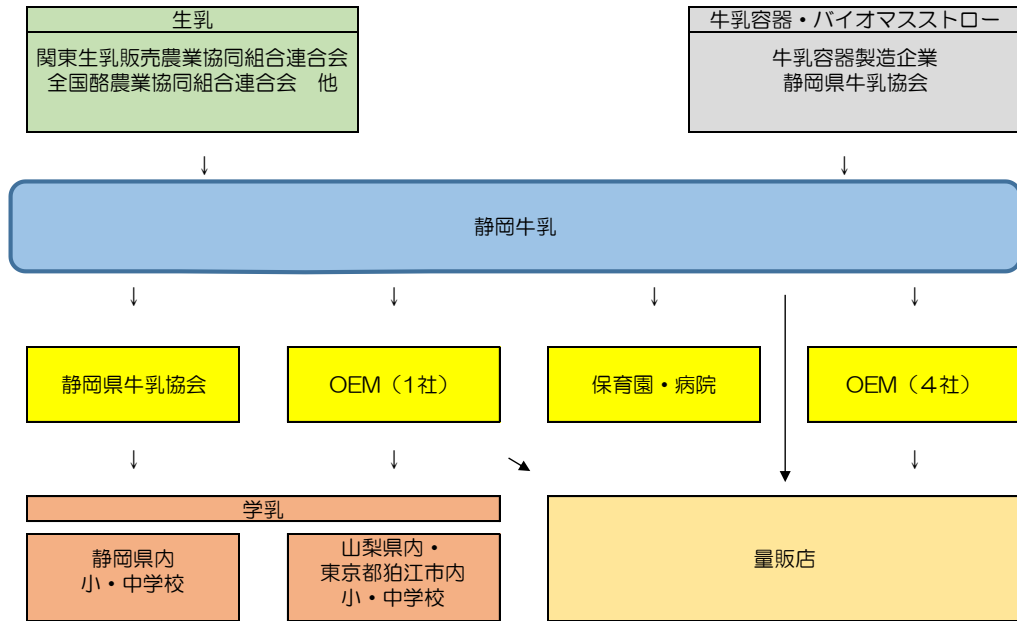 生乳
関東生乳販売農業協同組合連合会
全国酪農業協同組合連合会　他
牛乳容器・バイオマスストロー
牛乳容器製造企業
静岡県牛乳協会
↓
↓
静岡牛乳
↓
↓
↓
↓
静岡県牛乳協会
OEM（1社）
保育園・病院
OEM（4社）
↓
↓
↓
学乳
静岡県内
小・中学校
山梨県内・
東京都狛江市内
小・中学校
量販店